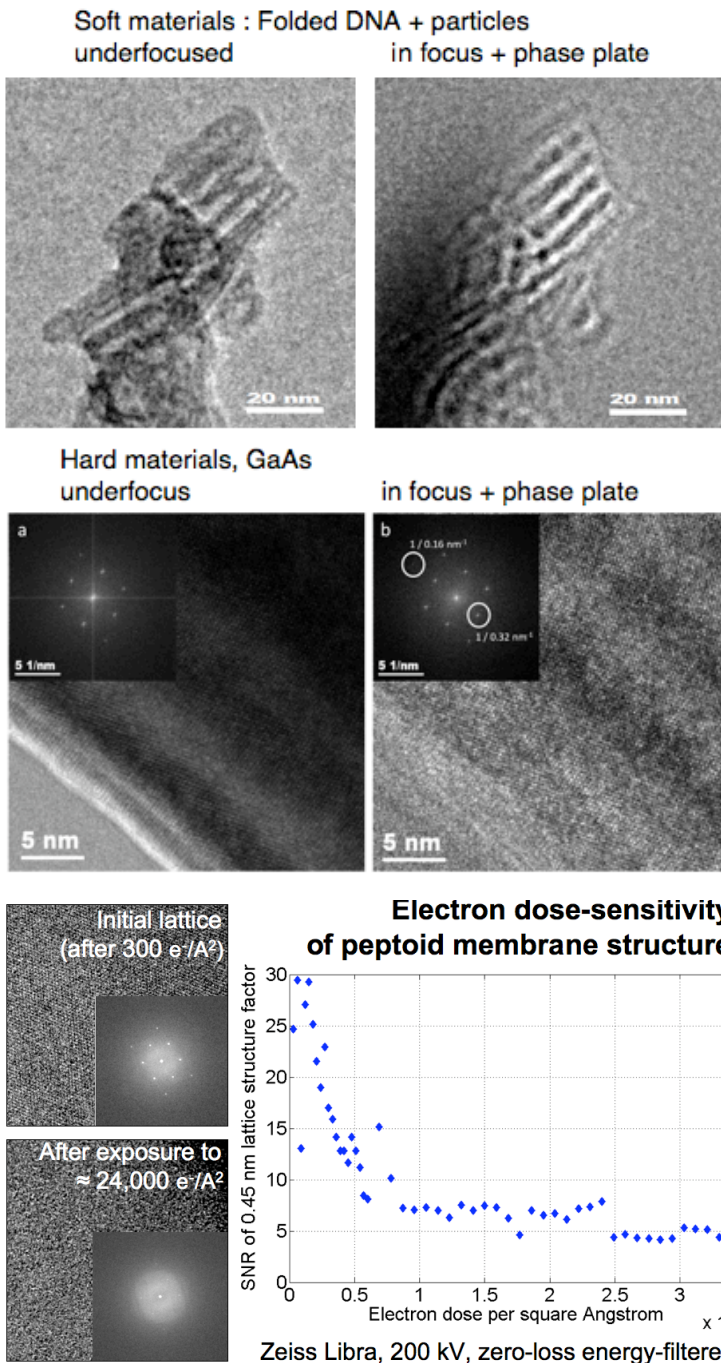 Soft materials : Folded DNA + particles
underfocused
in focus + phase plate
20 nm
20 nm
Hard materials, GaAs
underfocus
in focus + phase plate
a
5 1/nm
5 nm
b
1 / 0.16 nm⁻¹
1 / 0.32 nm⁻¹
5 1/nm
5 nm
Initial lattice
(after 300 e⁻/A²)
After exposure to
≈ 24,000 e⁻/A²
Electron dose-sensitivity
of peptoid membrane structure
SNR of 0.45 nm lattice structure factor
30
25
20
15
10
5
0
0 0.5 1 1.5 2 2.5 3
Electron dose per square Angstrom
x 1
Zeiss Libra, 200 kV, zero-loss energy-filtere